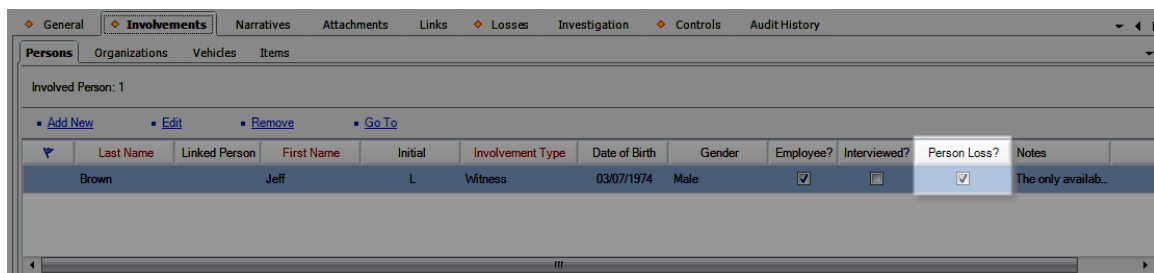 General Involvements Narratives Attachments Links Losses Investigation Controls Audit History
Persons Organizations Vehicles Items
Involved Person: 1
Add New Edit Remove Go To
Last Name Linked Person First Name Initial Involvement Type Date of Birth Gender Employee? Interviewed? Person Loss? Notes
Brown Jeff L Witness 03/07/1974 Male The only availab...